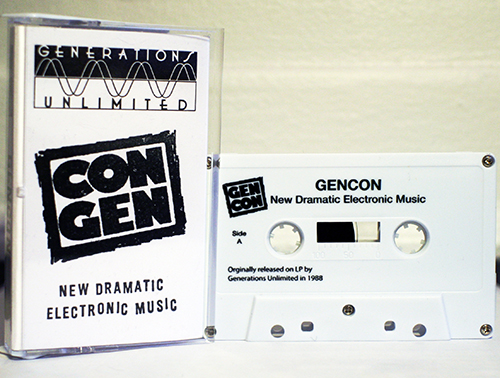 GENERATIONS
UNLIMITED
CON
GEN
NEW DRAMATIC
ELECTRONIC MUSIC
GEN
CON
GENCON
New Dramatic Electronic Music
Side
A
Orginally released on LP by
Generations Unlimited in 1988